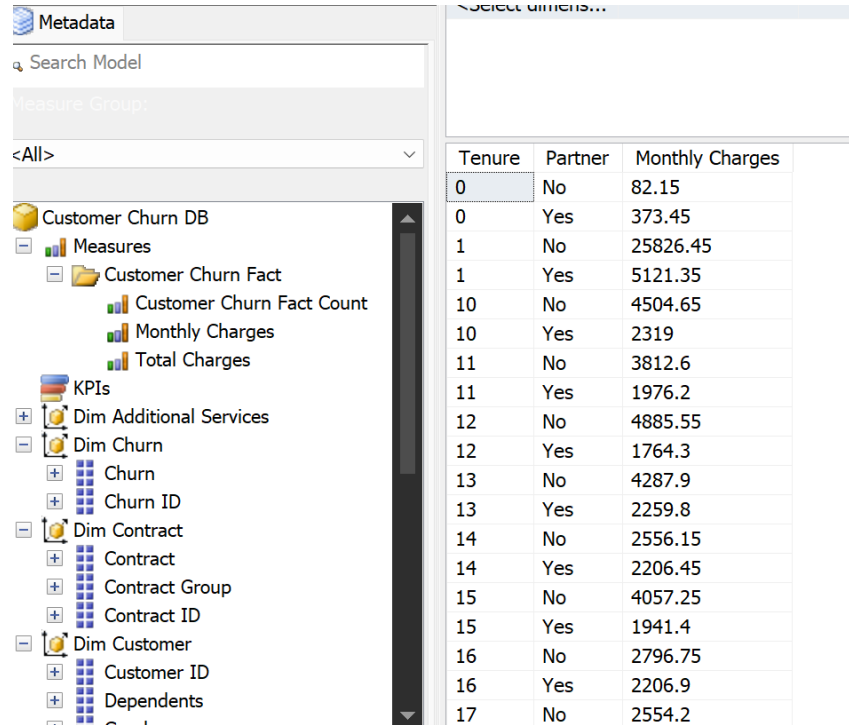 Metadata
Search Model
Measure Group:
<All>
Customer Churn DB
Measures
Customer Churn Fact
Customer Churn Fact Count
Monthly Charges
Total Charges
KPIs
Dim Additional Services
Dim Churn
Churn
Churn ID
Dim Contract
Contract
Contract Group
Contract ID
Dim Customer
Customer ID
Dependents
<Select dimens...
Tenure Partner Monthly Charges
0 No 82.15
0 Yes 373.45
1 No 25826.45
1 Yes 5121.35
10 No 4504.65
10 Yes 2319
11 No 3812.6
11 Yes 1976.2
12 No 4885.55
12 Yes 1764.3
13 No 4287.9
13 Yes 2259.8
14 No 2556.15
14 Yes 2206.45
15 No 4057.25
15 Yes 1941.4
16 No 2796.75
16 Yes 2206.9
17 No 2554.2